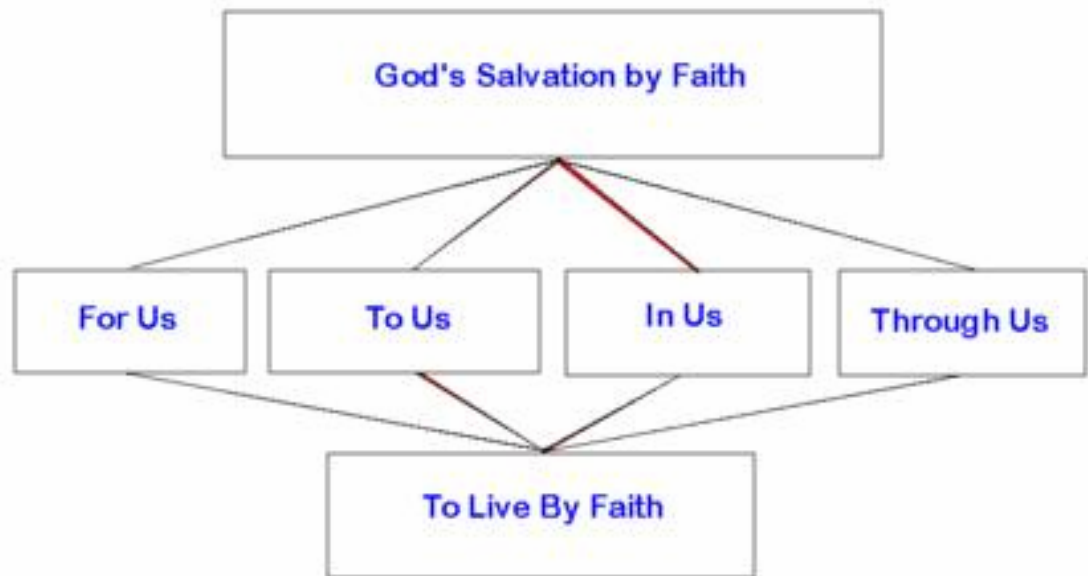 God's Salvation by Faith
For Us
To Us
In Us
Through Us
To Live By Faith